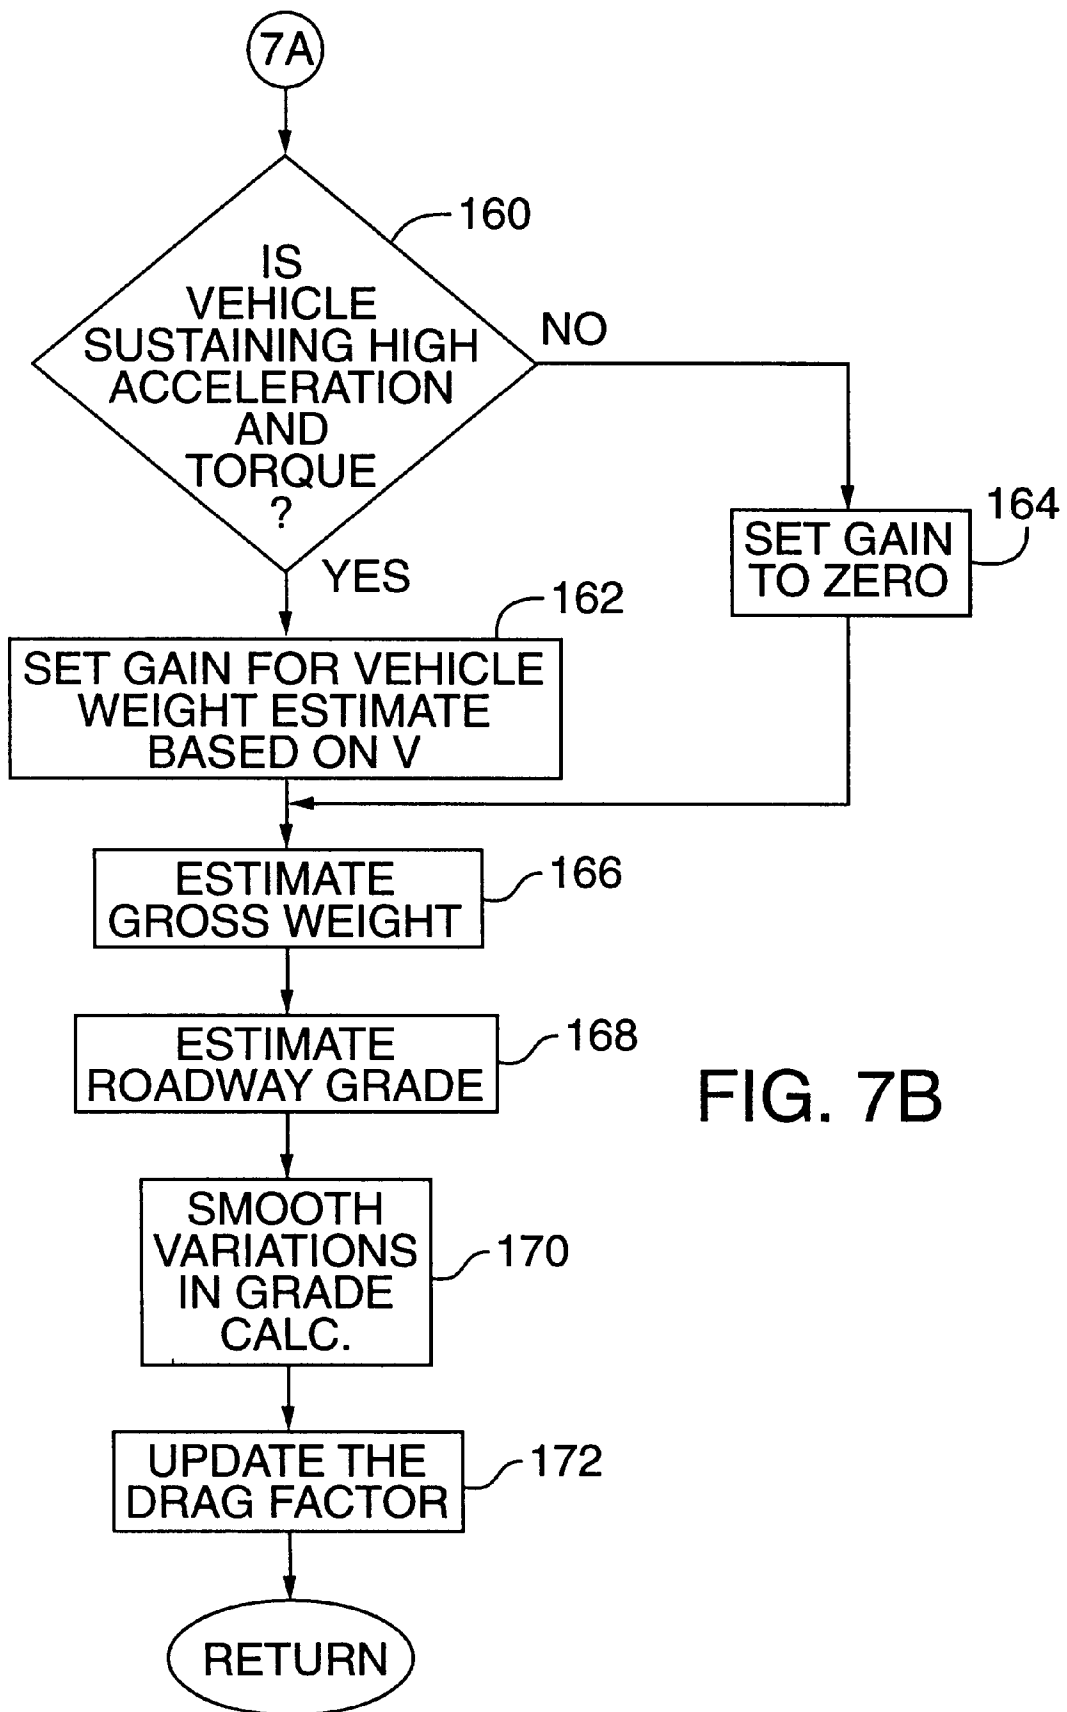 7A
160
IS
VEHICLE
SUSTAINING HIGH
ACCELERATION
AND
TORQUE
?
NO
164
SET GAIN
TO ZERO
YES
162
SET GAIN FOR VEHICLE
WEIGHT ESTIMATE
BASED ON V
166
ESTIMATE
GROSS WEIGHT
168
ESTIMATE
ROADWAY GRADE
FIG. 7B
170
SMOOTH
VARIATIONS
IN GRADE
CALC.
172
UPDATE THE
DRAG FACTOR
RETURN